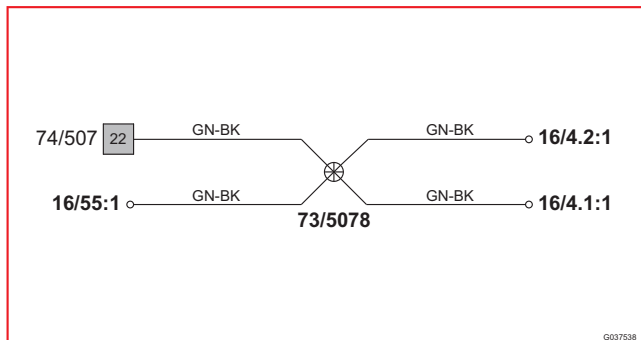 74/507 22 GN-BK GN-BK 16/4.2:1
16/55:1 GN-BK GN-BK 16/4.1:1
73/5078
G037538